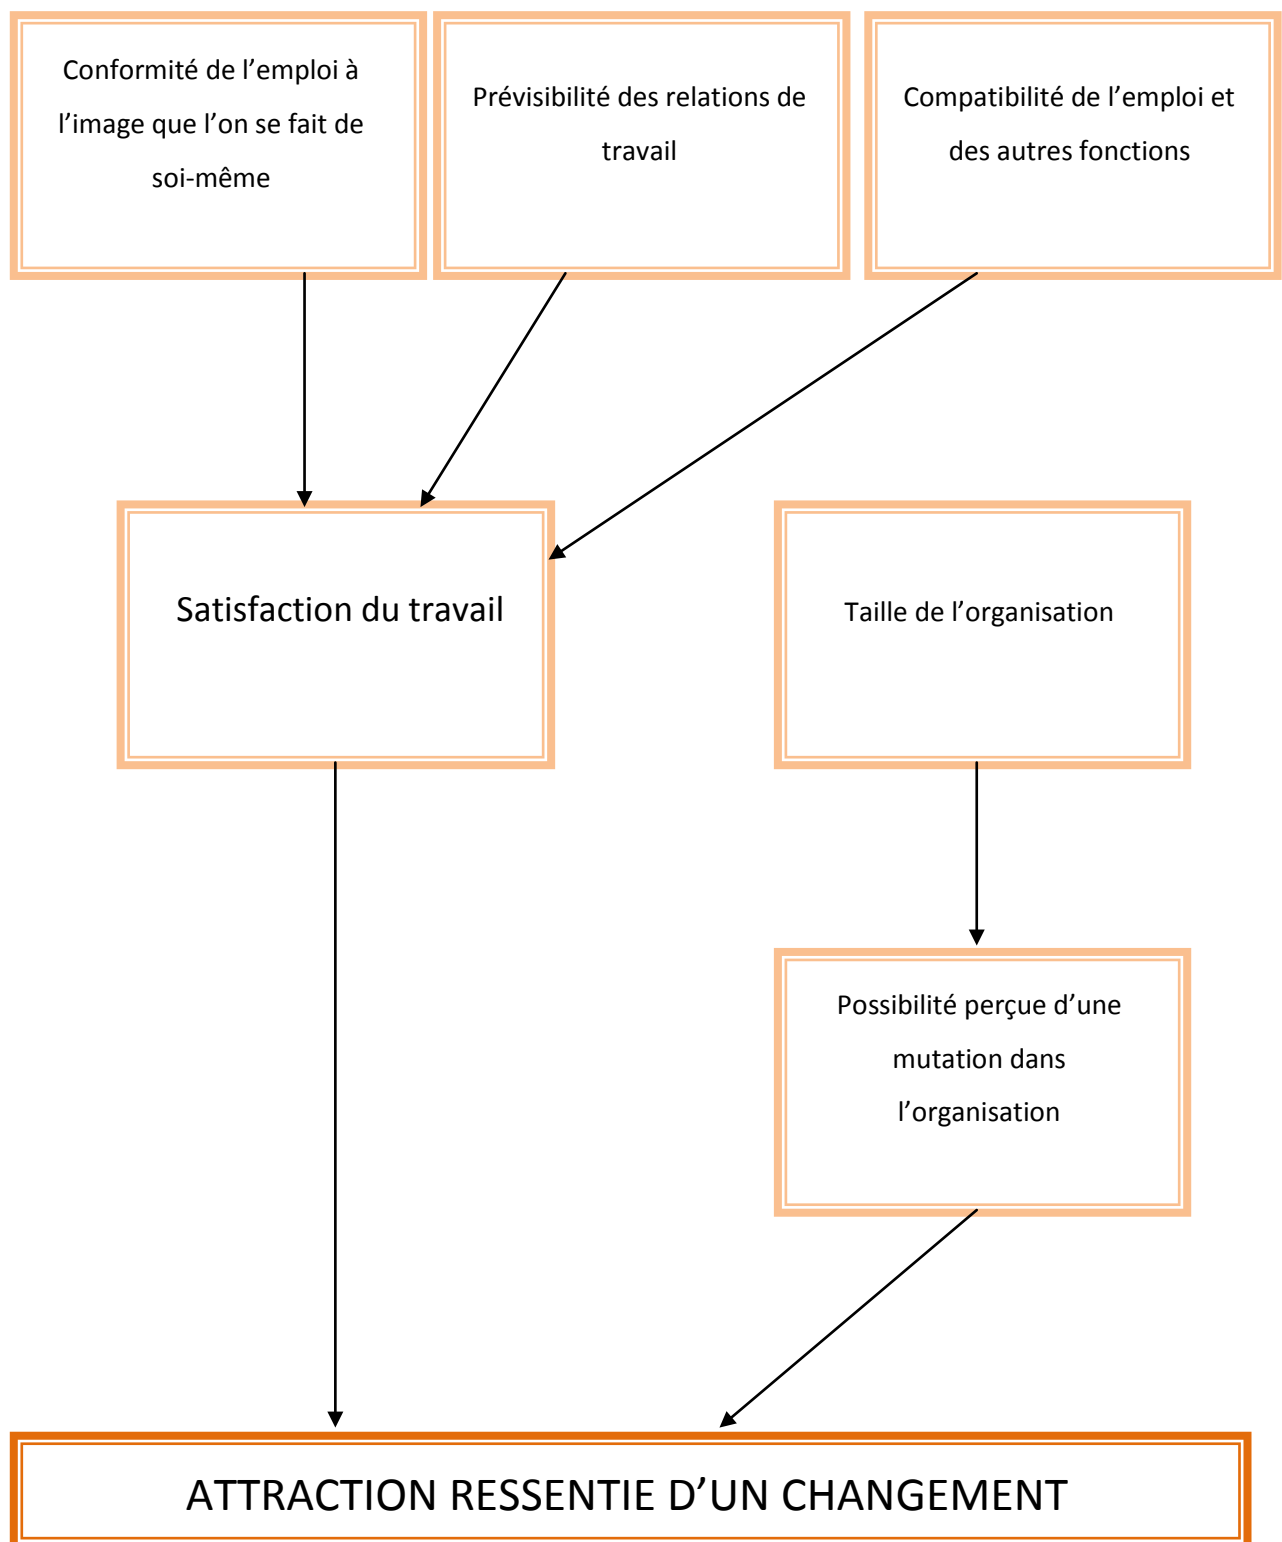 Conformité de l’emploi à
l’image que l’on se fait de
soi-même
Prévisibilité des relations de
travail
Compatibilité de l’emploi et
des autres fonctions
Satisfaction du travail
Taille de l’organisation
Possibilité perçue d’une
mutation dans
l’organisation
ATTRACTION RESSENTIE D’UN CHANGEMENT